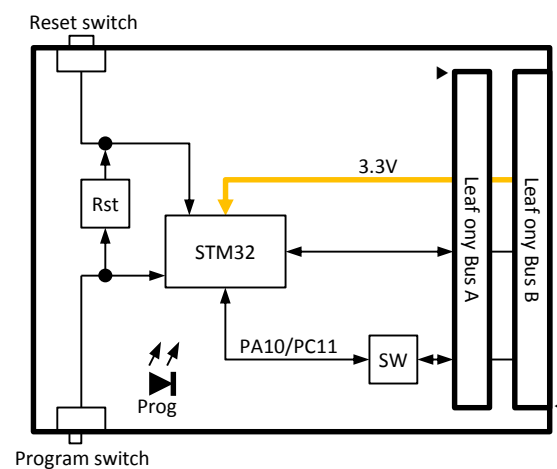 Reset switch
3.3V
Rst
STM32
Leaf ony Bus A
Leaf ony Bus B
PA10/PC11
SW
Prog
Program switch